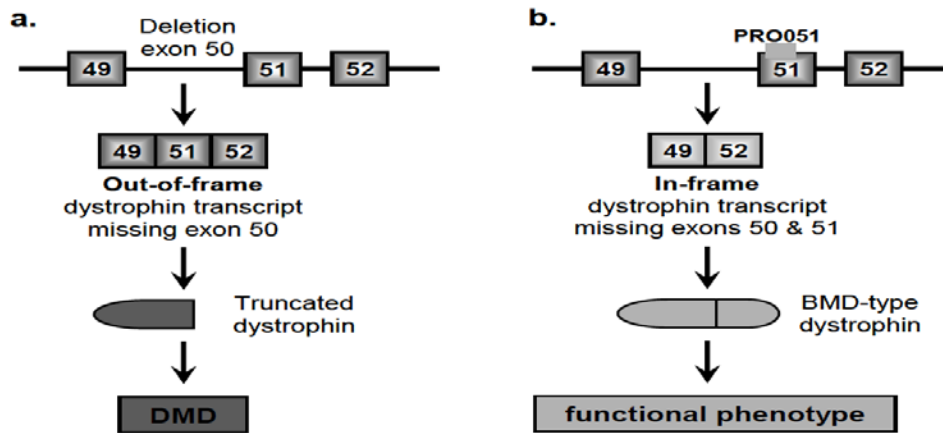 a.
Deletion
exon 50
49
51
52
49
51
52
Out-of-frame
dystrophin transcript
missing exon 50
Truncated
dystrophin
DMD
b.
PRO051
49
51
52
49
52
In-frame
dystrophin transcript
missing exons 50 & 51
BMD-type
dystrophin
functional phenotype